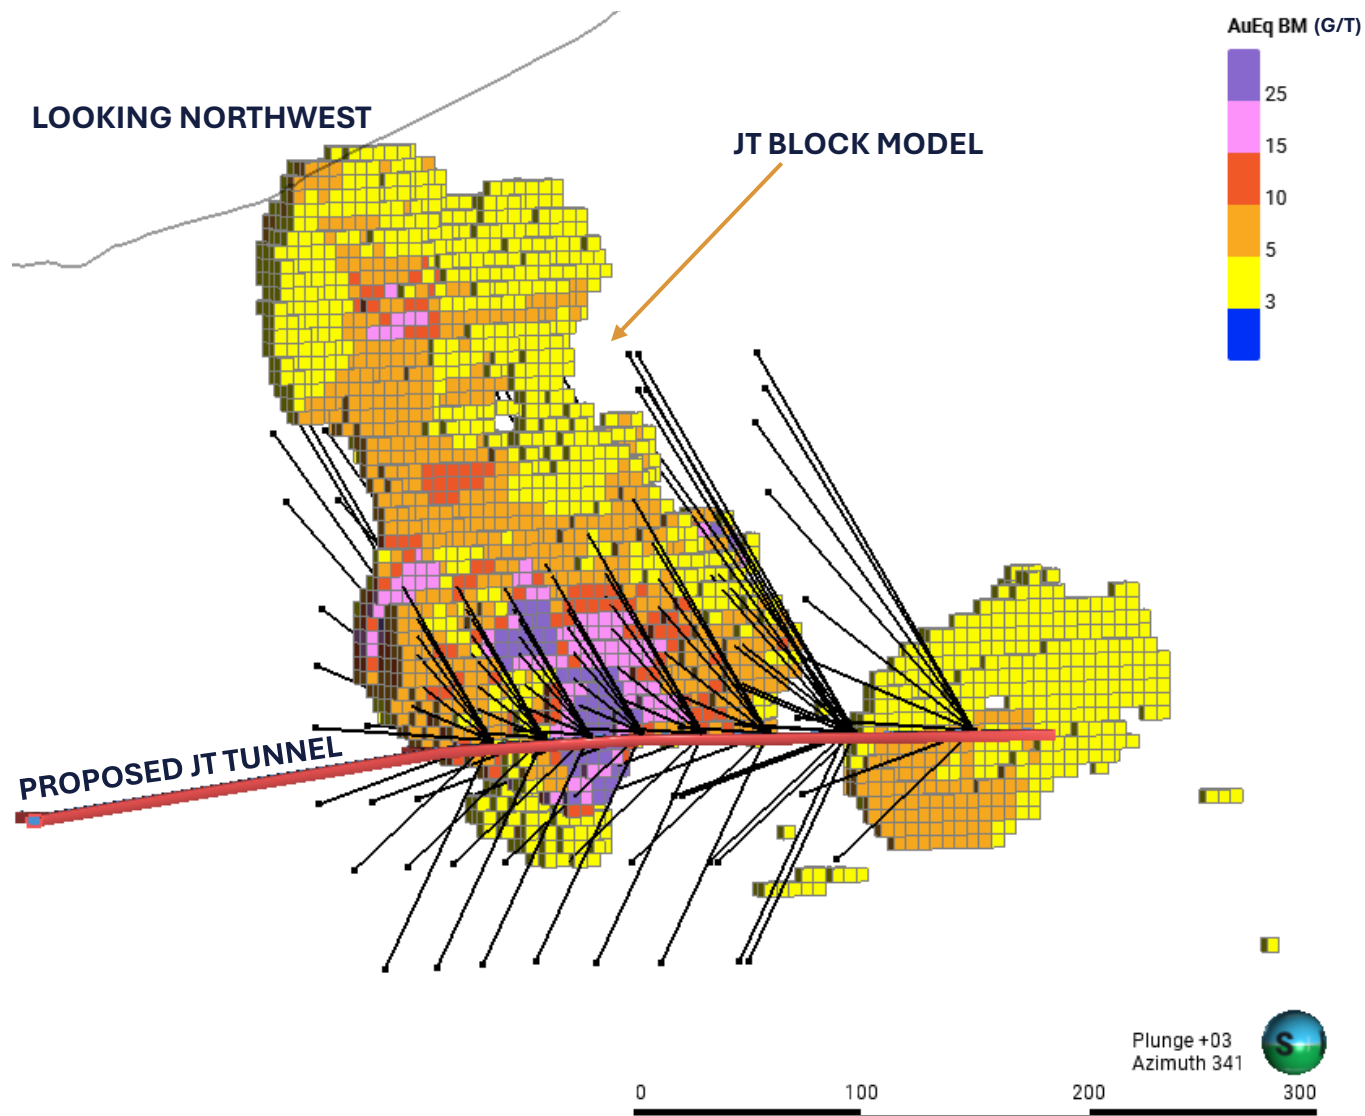 AuEq BM (G/T)
LOOKING NORTHWEST
JT BLOCK MODEL
25
15
10
5
3
PROPOSED JT TUNNEL
Plunge +03
Azimuth 341
S
0 100 200 300